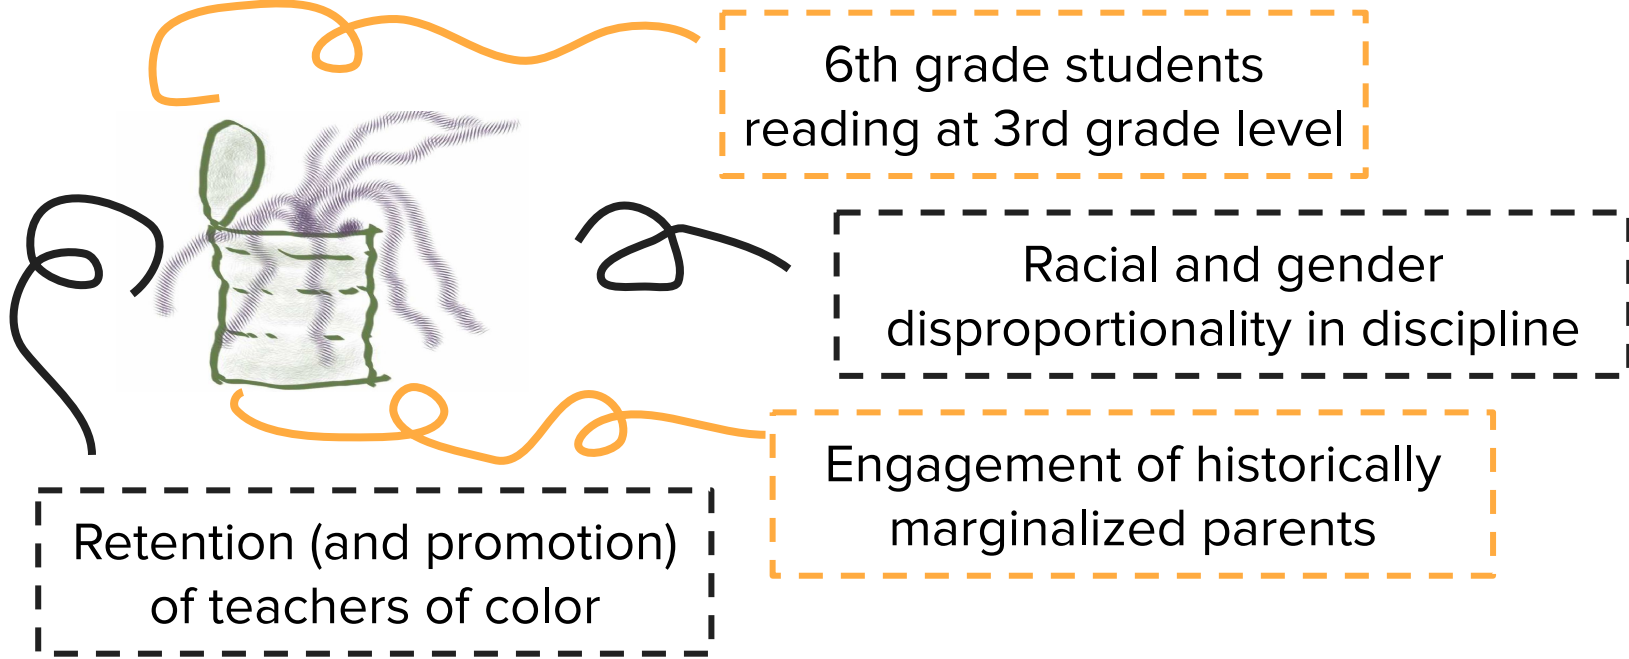 6th grade students
reading at 3rd grade level
Racial and gender
disproportionality in discipline
Engagement of historically
marginalized parents
Retention (and promotion)
of teachers of color